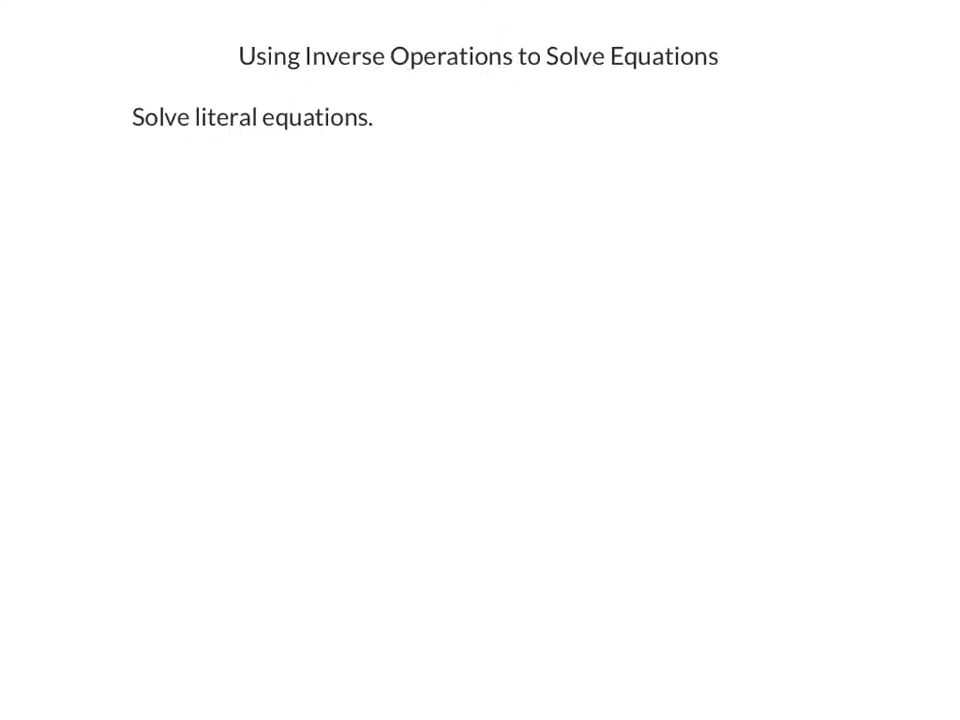 Using Inverse Operations to Solve Equations
Solve literal equations.